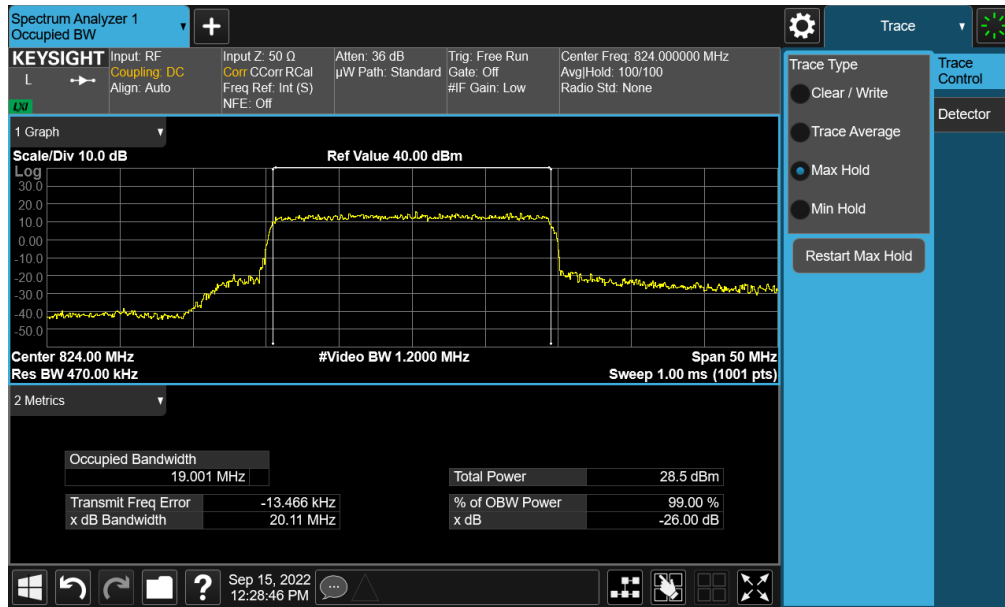 Spectrum Analyzer 1
Occupied BW
+
Trace
KEYSIGHT
L
LXI
Input: RF
Coupling: DC
Align: Auto
Input Z: 50 Ω
Corr CCorr RCal
Freq Ref: Int (S)
NFE: Off
Atten: 36 dB
µW Path: Standard
Trig: Free Run
Gate: Off
#IF Gain: Low
Center Freq: 824.000000 MHz
Avg|Hold: 100/100
Radio Std: None
Trace Type
Clear / Write
Trace Average
Max Hold
Min Hold
Restart Max Hold
Trace
Control
Detector
1 Graph
Scale/Div 10.0 dB
Ref Value 40.00 dBm
Log
30.0
20.0
10.0
0.00
-10.0
-20.0
-30.0
-40.0
-50.0
Center 824.00 MHz
#Video BW 1.2000 MHz
Span 50 MHz
Res BW 470.00 kHz
Sweep 1.00 ms (1001 pts)
2 Metrics
Occupied Bandwidth
19.001 MHz
Total Power 28.5 dBm
Transmit Freq Error -13.466 kHz
% of OBW Power 99.00 %
x dB Bandwidth 20.11 MHz
x dB -26.00 dB
?
Sep 15, 2022
12:28:46 PM